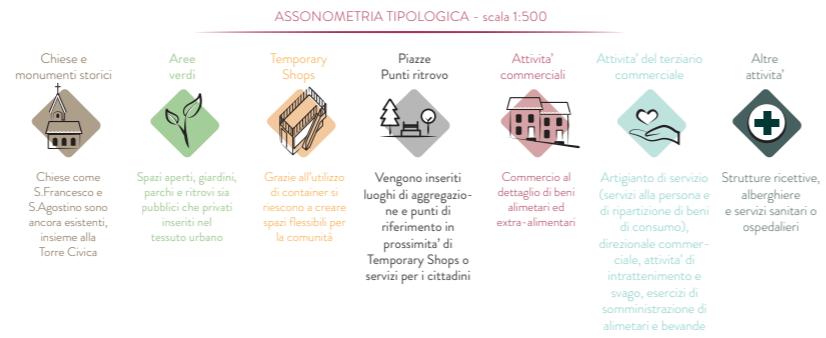 ASSONOMETRIA TIPOLOGICA - scala 1:500
Chiese e
monumenti storici
Chiese come
S.Francesco e
S.Agostino sono
ancora esistenti,
insieme alla
Torre Civica
Aree
verdi
Spazi aperti, giardini,
parchi e ritrovi sia
pubblici che privati
inseriti nel
tessuto urbano
Temporary
Shops
Grazie all'utilizzo
di container si
riescono a creare
spazi flessibili per
la comunità
Piazze
Punti ritrovo
Vengono inseriti
luoghi di aggregazio-
ne e punti di
riferimento in
prossimita' di
Temporary Shops o
servizi per i cittadini
Attivita'
commerciali
Commercio al
dettaglio di beni
alimetari ed
extra-alimentari
Attivita' del terziario
commerciale
Artigianto di servizio
(servizi alla persona e
di ripartizione di beni
di consumo),
direzionale commer-
ciale, attivita' di
intrattenimento e
svago, esercizi di
somministrazione di
alimetari e bevande
Altre
attivita'
Strutture ricettive,
alberghiere
e servizi sanitari o
ospedalieri